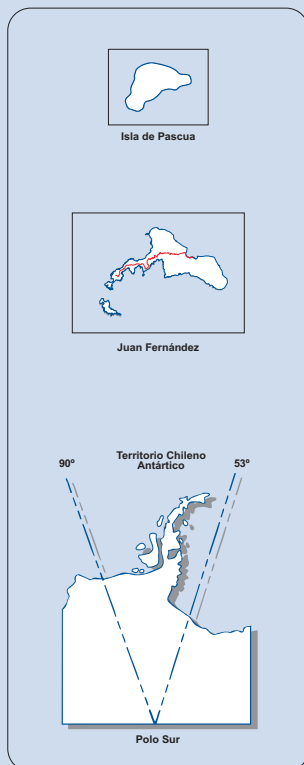 Isla de Pascua
Juan Fernández
Territorio Chileno
Antártico
90º
53º
Polo Sur